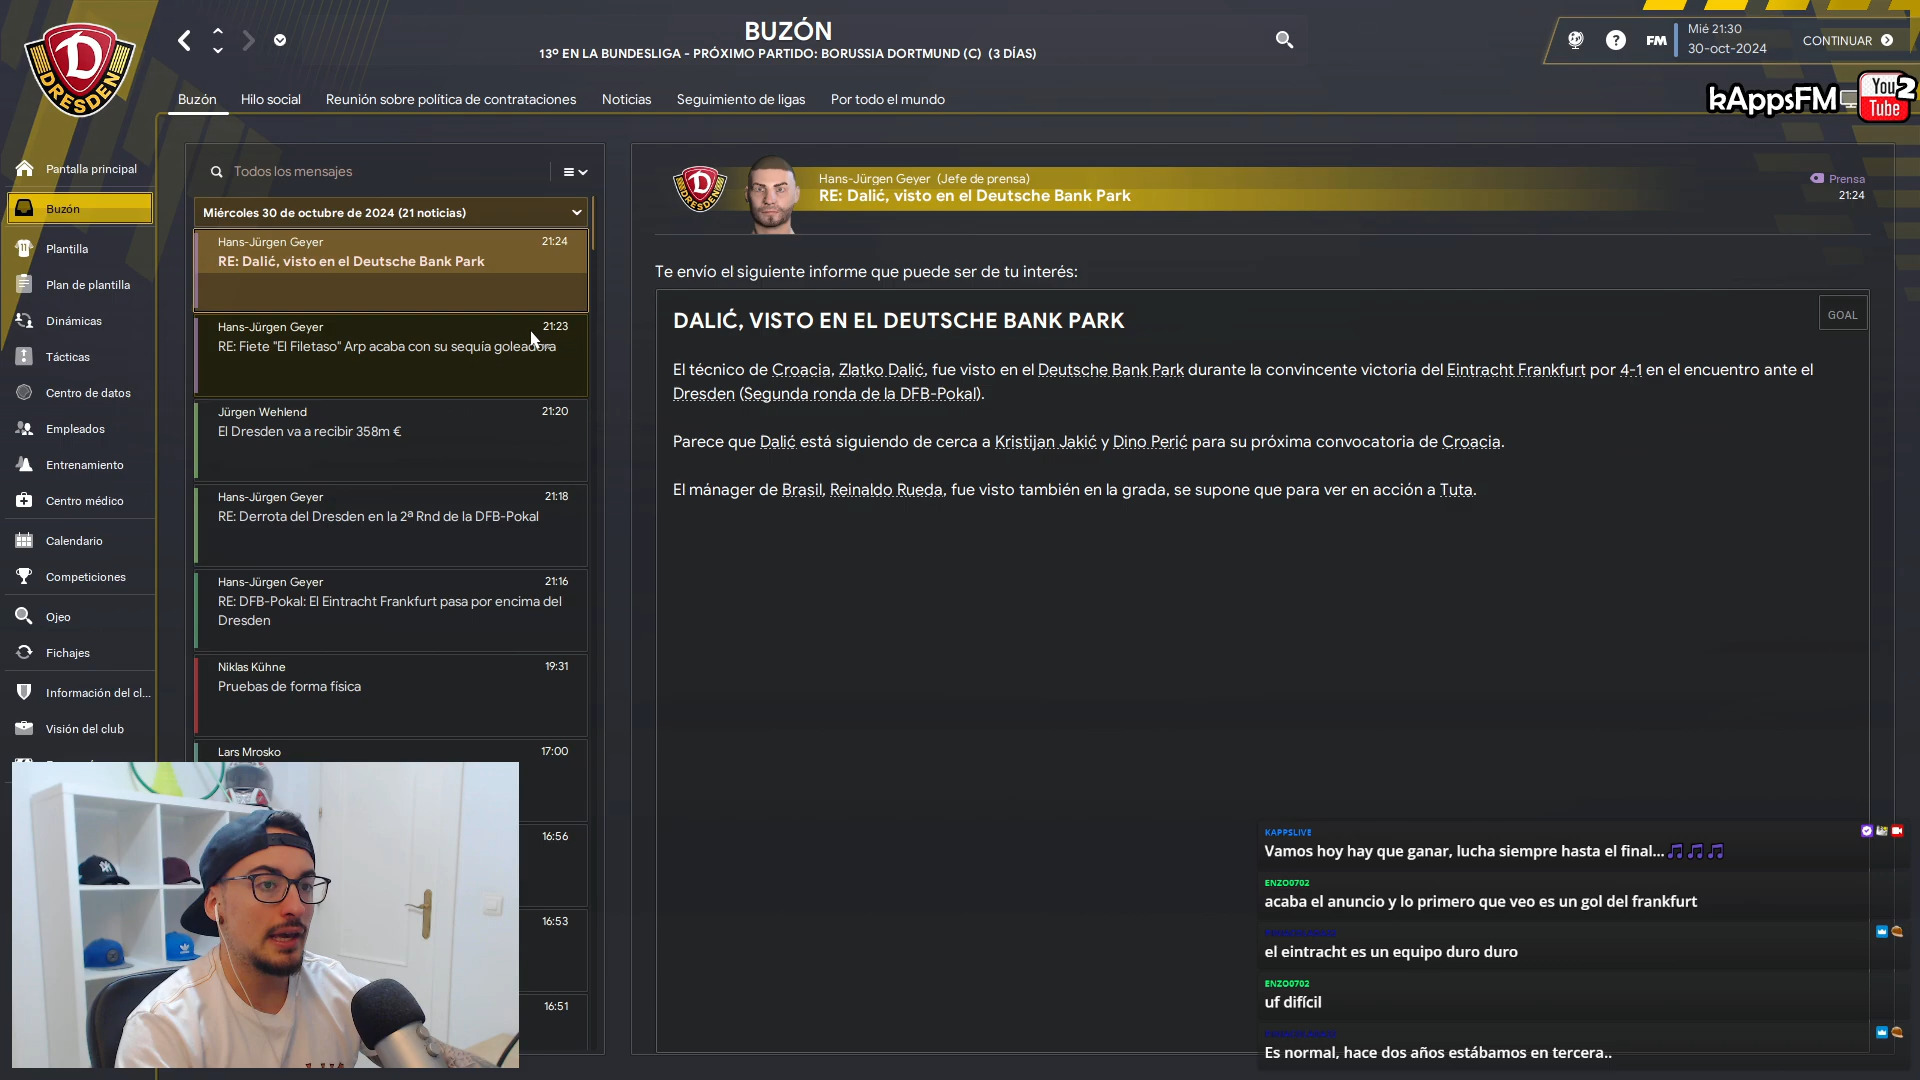 BUZÓN
13º EN LA BUNDESLIGA - PRÓXIMO PARTIDO: BORUSSIA DORTMUND (C) (3 DÍAS)
FM
Mié 21:30
30-oct-2024
CONTINUAR
D
DRESDEN
kAppsFM
You2
Tube
Buzón
Hilo social
Reunión sobre política de contrataciones
Noticias
Seguimiento de ligas
Por todo el mundo
Pantalla principal
Buzón
Plantilla
Plan de plantilla
Dinámicas
Tácticas
Centro de datos
Empleados
Entrenamiento
Centro médico
Calendario
Competiciones
Ojeo
Fichajes
Información del cl...
Visión del club
Todos los mensajes
Miércoles 30 de octubre de 2024 (21 noticias)
Hans-Jürgen Geyer 21:24
RE: Dalić, visto en el Deutsche Bank Park
Hans-Jürgen Geyer 21:23
RE: Fiete "El Filetaso" Arp acaba con su sequía goleadora
Jürgen Wehlend 21:20
El Dresden va a recibir 358m €
Hans-Jürgen Geyer 21:18
RE: Derrota del Dresden en la 2ª Rnd de la DFB-Pokal
Hans-Jürgen Geyer 21:16
RE: DFB-Pokal: El Eintracht Frankfurt pasa por encima del
Dresden
Niklas Kühne 19:31
Pruebas de forma física
Lars Mrosko 17:00
16:56
16:53
16:51
Hans-Jürgen Geyer (Jefe de prensa)
RE: Dalić, visto en el Deutsche Bank Park
Prensa
21:24
Te envío el siguiente informe que puede ser de tu interés:
DALIĆ, VISTO EN EL DEUTSCHE BANK PARK
GOAL
El técnico de Croacia, Zlatko Dalić, fue visto en el Deutsche Bank Park durante la convincente victoria del Eintracht Frankfurt por 4-1 en el encuentro ante el
Dresden (Segunda ronda de la DFB-Pokal).
Parece que Dalić está siguiendo de cerca a Kristijan Jakić y Dino Perić para su próxima convocatoria de Croacia.
El mánager de Brasil, Reinaldo Rueda, fue visto también en la grada, se supone que para ver en acción a Tuta.
KAPPSLIVE
Vamos hoy hay que ganar, lucha siempre hasta el final...
ENZO0702
acaba el anuncio y lo primero que veo es un gol del frankfurt
el eintracht es un equipo duro duro
ENZO0702
uf difícil
Es normal, hace dos años estábamos en tercera..